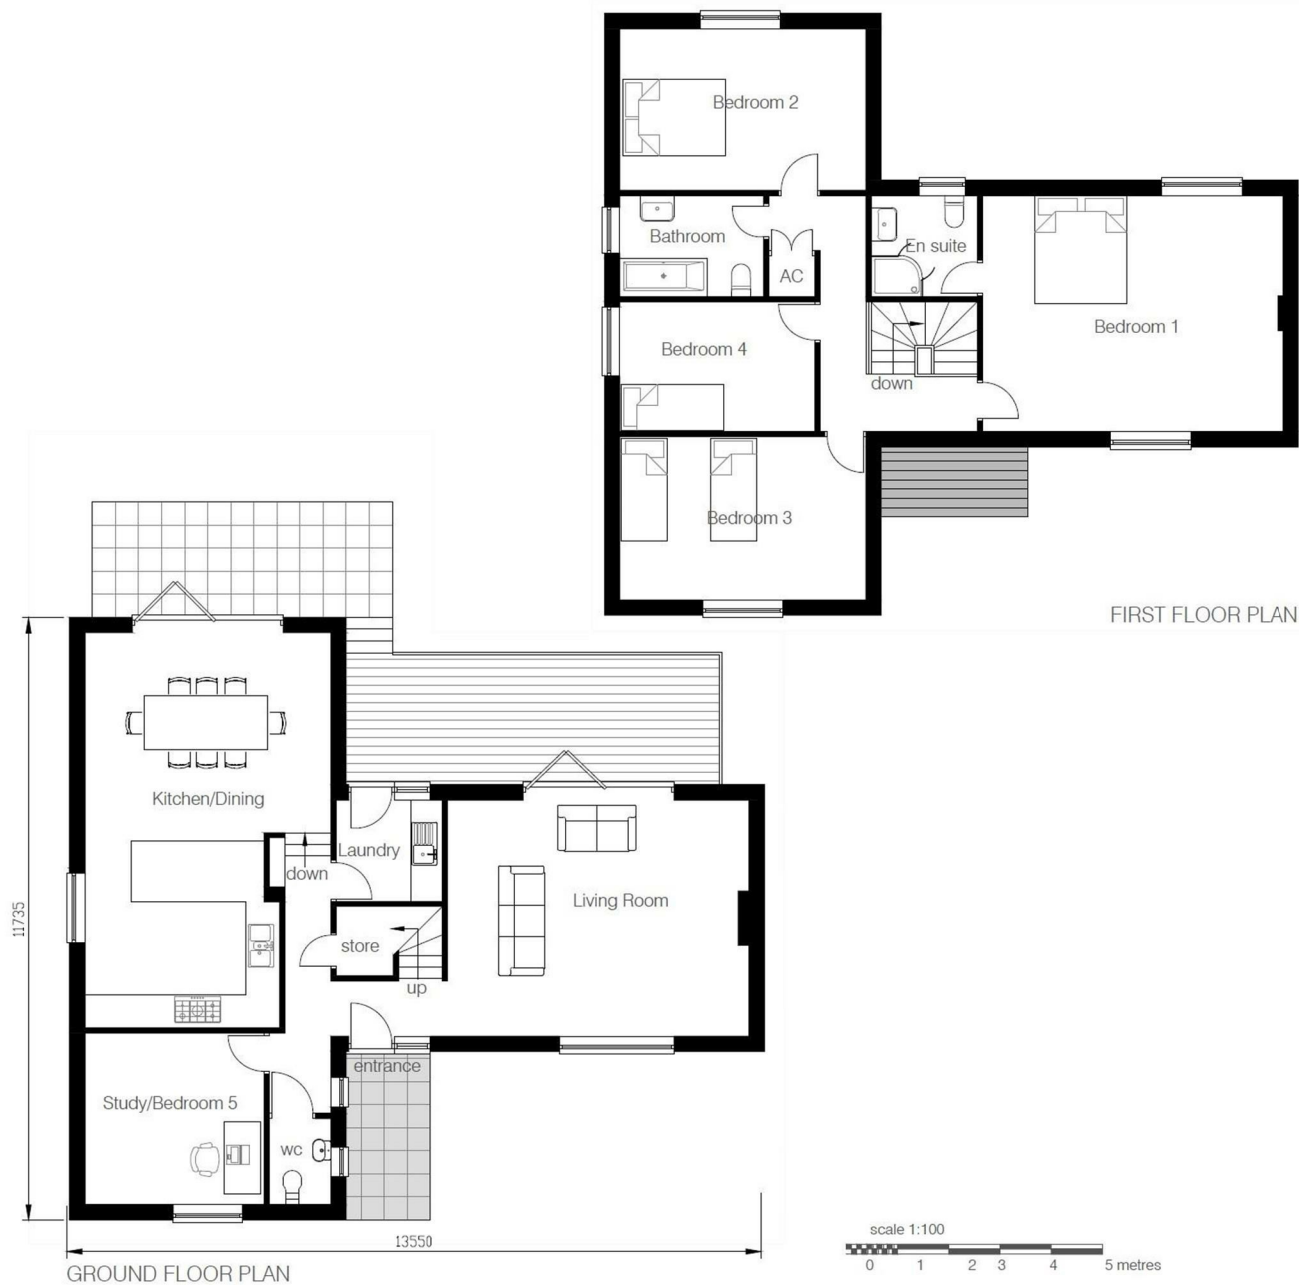 Bedroom 2
Bathroom
En suite
AC
Bedroom 1
Bedroom 4
down
Bedroom 3
FIRST FLOOR PLAN
Kitchen/Dining
Laundry
down
Living Room
11735
store
up
entrance
Study/Bedroom 5
wc
13550
GROUND FLOOR PLAN
scale 1:100
0 1 2 3 4 5 metres